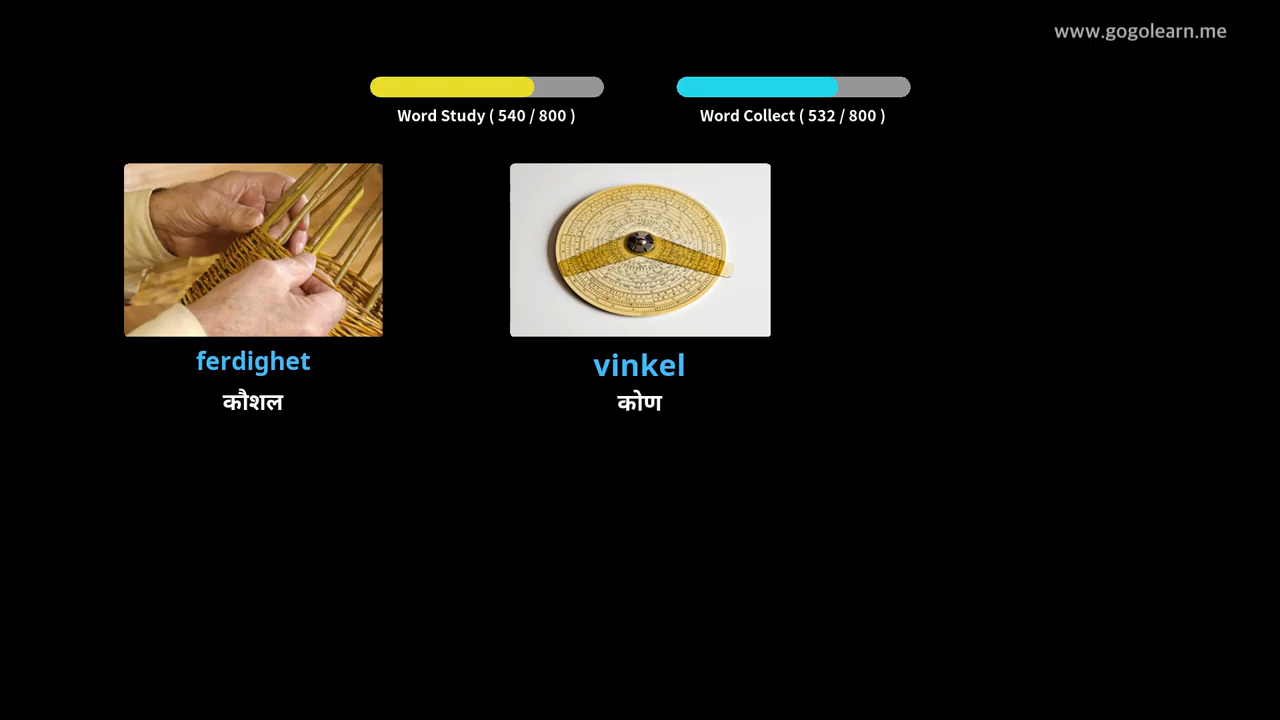 www.gogolearn.me
Word Study ( 540 / 800 )
Word Collect ( 532 / 800 )
ferdighet
vinkel
कौशल
कोण